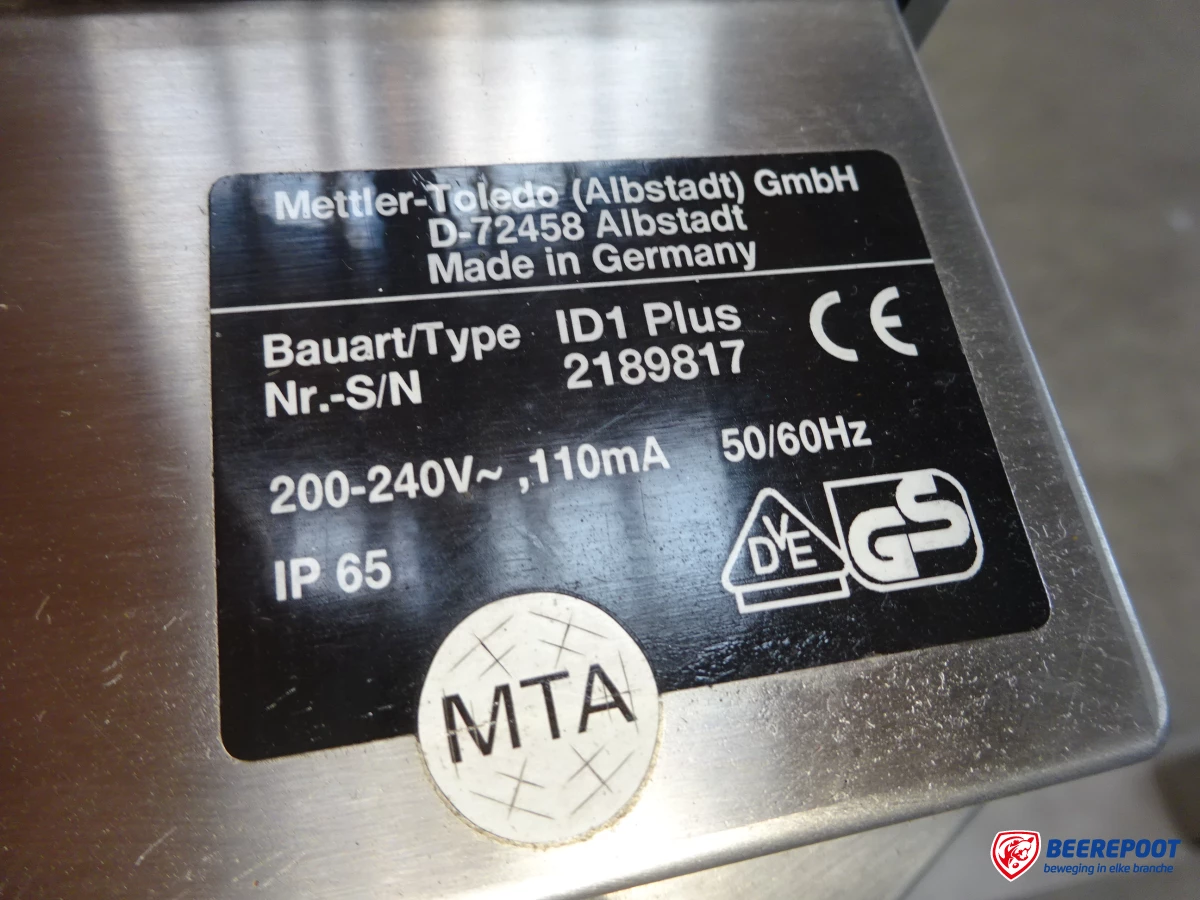 Mettler-Toledo (Albstadt) GmbH
D-72458 Albstadt
Made in Germany
Bauart/Type ID1 Plus
Nr.-S/N 2189817
CE
200-240V~ ,110mA 50/60Hz
IP 65
DVE
GS
MTA
BEEREPOOT
beweging in elke branche